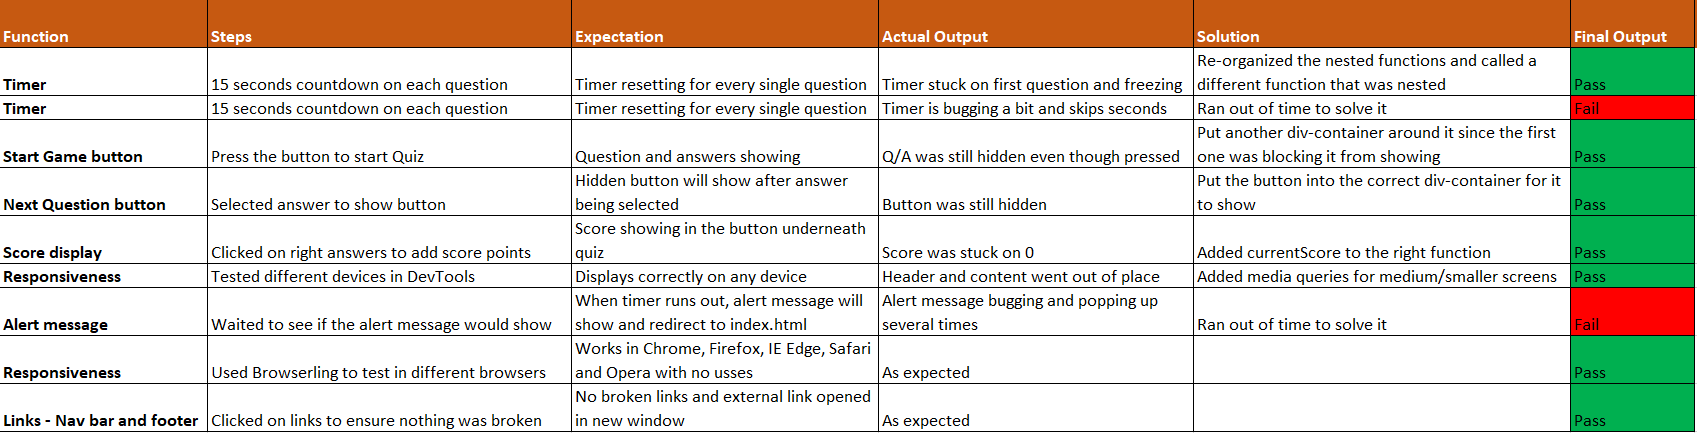 Function Steps Expectation Actual Output Solution Final Output
Re-organized the nested functions and called a
Timer 15 seconds countdown on each question Timer resetting for every single question Timer stuck on first question and freezing different function that was nested Pass
Timer 15 seconds countdown on each question Timer resetting for every single question Timer is bugging a bit and skips seconds Ran out of time to solve it Fail
Put another div-container around it since the first
Start Game button Press the button to start Quiz Question and answers showing Q/A was still hidden even though pressed one was blocking it from showing Pass
Hidden button will show after answer Put the button into the correct div-container for it
Next Question button Selected answer to show button being selected Button was still hidden to show Pass
Score showing in the button underneath
Score display Clicked on right answers to add score points quiz Score was stuck on 0 Added currentScore to the right function Pass
Responsiveness Tested different devices in DevTools Displays correctly on any device Header and content went out of place Added media queries for medium/smaller screens Pass
When timer runs out, alert message will Alert message bugging and popping up
Alert message Waited to see if the alert message would show show and redirect to index.html several times Ran out of time to solve it Fail
Works in Chrome, Firefox, IE Edge, Safari
Responsiveness Used Browserling to test in different browsers and Opera with no usses As expected Pass
No broken links and external link opened
Links - Nav bar and footer Clicked on links to ensure nothing was broken in new window As expected Pass